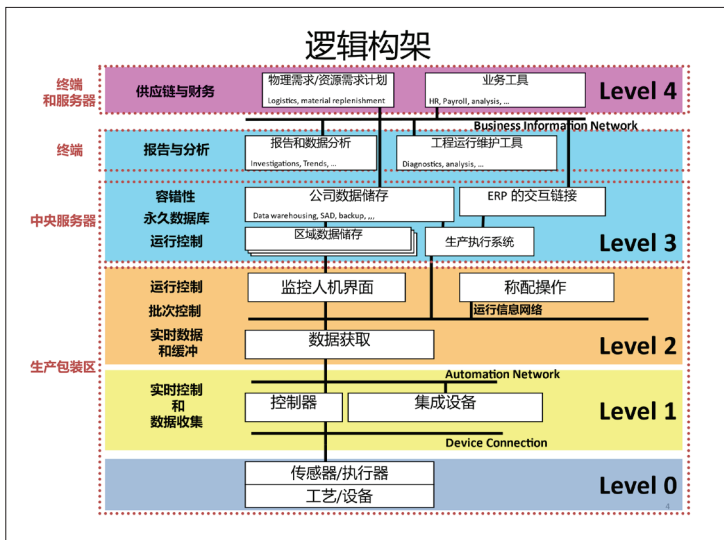 逻辑构架
终端
和服务器
供应链与财务
物理需求/资源需求计划
Logistics, material replenishment
业务工具
HR, Payroll, analysis, ...
Level 4
Business Information Network
终端
报告与分析
报告和数据分析
Investigations, Trends, ...
工程运行维护工具
Diagnostics, analysis, ...
中央服务器
容错性
永久数据库
运行控制
公司数据储存
Data warehousing, SAD, backup, ...
ERP 的交互链接
区域数据储存
生产执行系统
Level 3
生产包装区
运行控制
批次控制
实时数据
和缓冲
监控人机界面
称配操作
运行信息网络
数据获取
Level 2
Automation Network
实时控制
和
数据收集
控制器
集成设备
Level 1
Device Connection
传感器/执行器
工艺/设备
Level 0
4